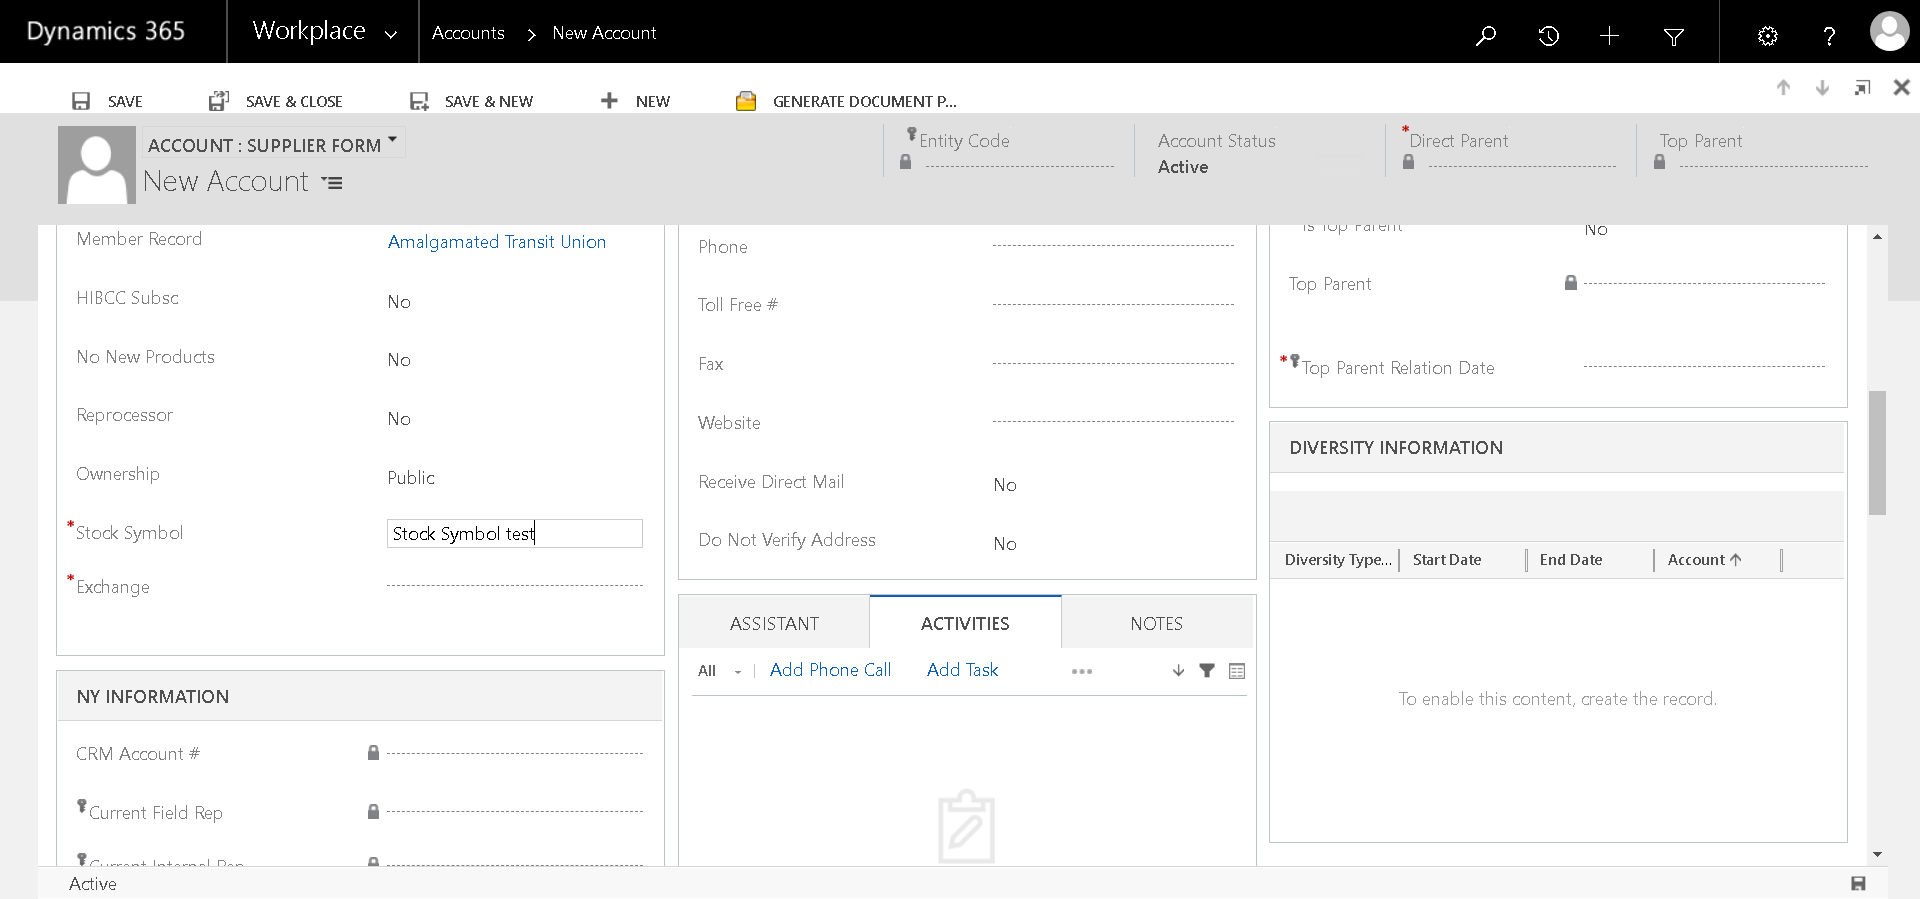 Dynamics 365
Workplace
Accounts > New Account
SAVE
SAVE & CLOSE
SAVE & NEW
NEW
GENERATE DOCUMENT P...
ACCOUNT : SUPPLIER FORM
New Account
Entity Code
Account Status
Active
*Direct Parent
Top Parent
Member Record
Amalgamated Transit Union
HIBCC Subsc
No
No New Products
No
Reprocessor
No
Ownership
Public
*Stock Symbol
Stock Symbol test
*Exchange
NY INFORMATION
CRM Account #
Current Field Rep
Current Internal Rep
Phone
Toll Free #
Fax
Website
Receive Direct Mail
No
Do Not Verify Address
No
ASSISTANT
ACTIVITIES
NOTES
All
Add Phone Call
Add Task
Is Top Parent
No
Top Parent
*Top Parent Relation Date
DIVERSITY INFORMATION
Diversity Type...
Start Date
End Date
Account
To enable this content, create the record.
Active